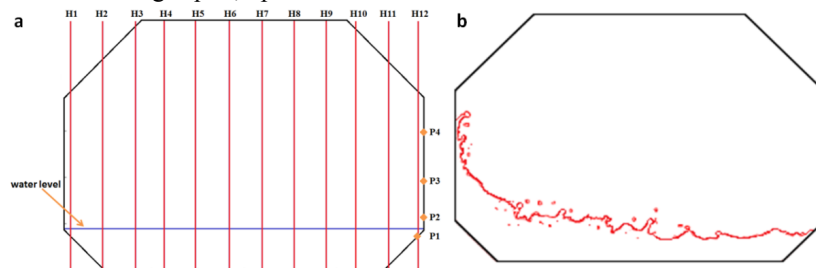 a
H1 H2 H3 H4 H5 H6 H7 H8 H9 H10 H11 H12
b
P4
P3
water level
P2
P1